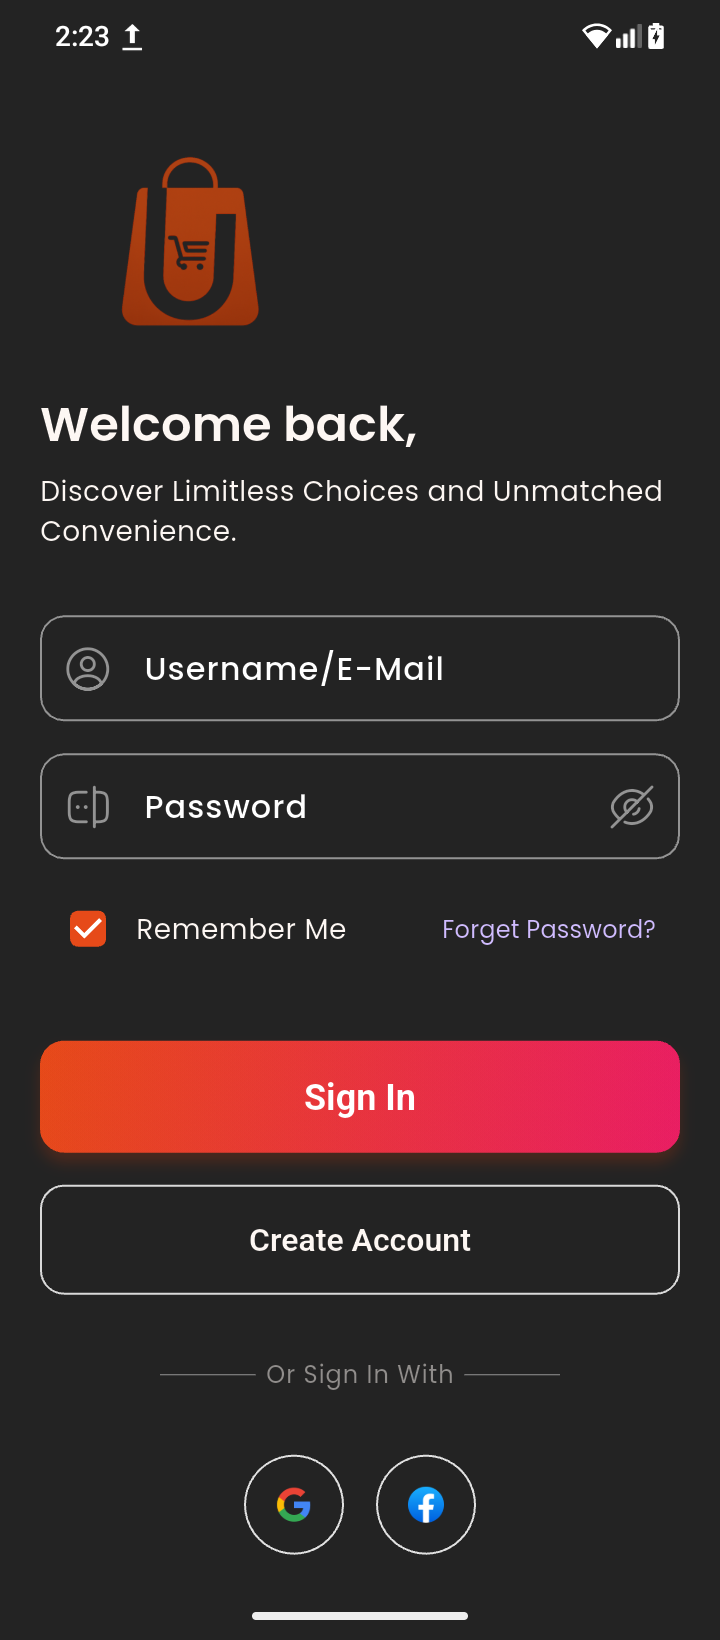 2:23
Welcome back,
Discover Limitless Choices and Unmatched
Convenience.
Username/E-Mail
Password
Remember Me
Forget Password?
Sign In
Create Account
Or Sign In With